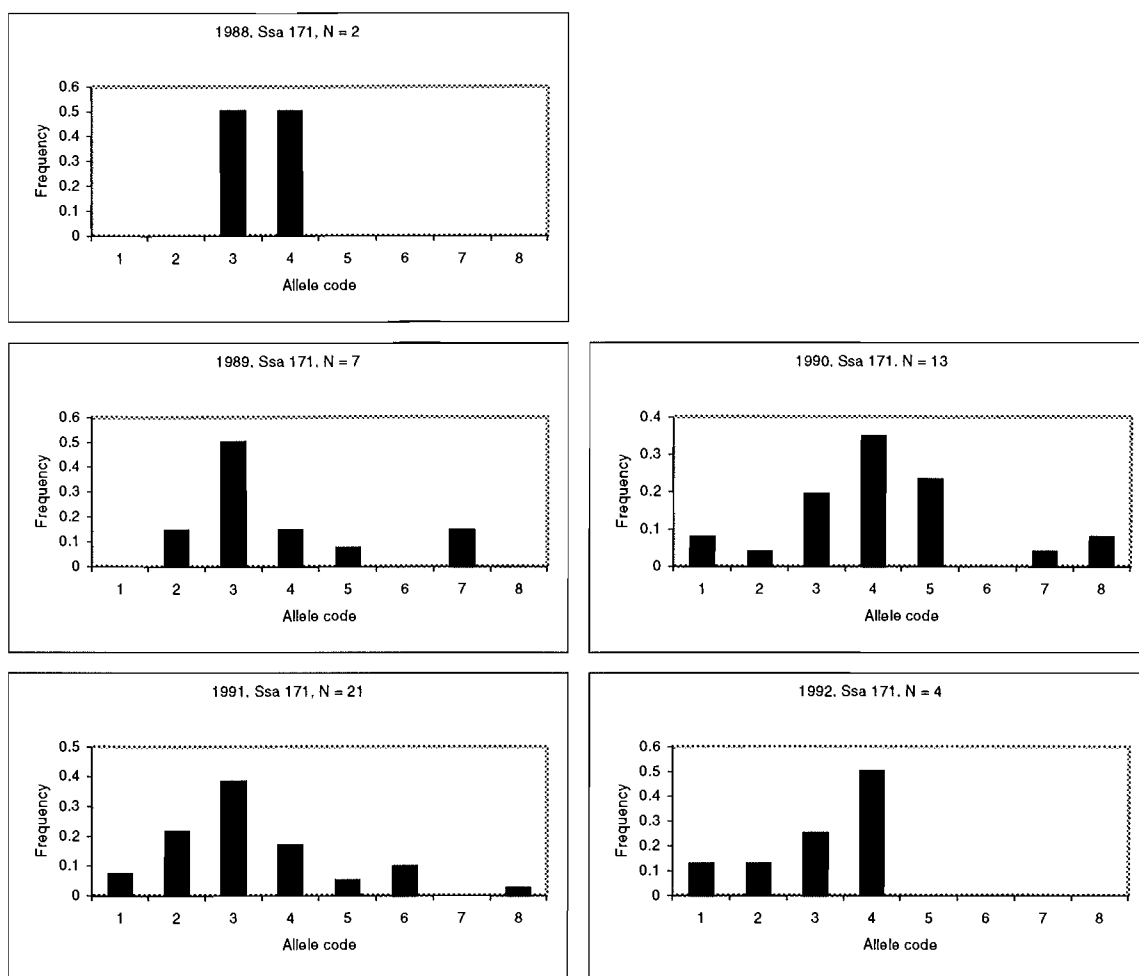 1988, Ssa 171, N = 2
0.6
0.5
0.4
0.3
0.2
0.1
0
Frequency
1 2 3 4 5 6 7 8
Allele code
1989, Ssa 171, N = 7
0.6
0.5
0.4
0.3
0.2
0.1
0
Frequency
1 2 3 4 5 6 7 8
Allele code
1990, Ssa 171, N = 13
0.4
0.3
0.2
0.1
0
Frequency
1 2 3 4 5 6 7 8
Allele code
1991, Ssa 171, N = 21
0.5
0.4
0.3
0.2
0.1
0
Frequency
1 2 3 4 5 6 7 8
Allele code
1992, Ssa 171, N = 4
0.6
0.5
0.4
0.3
0.2
0.1
0
Frequency
1 2 3 4 5 6 7 8
Allele code